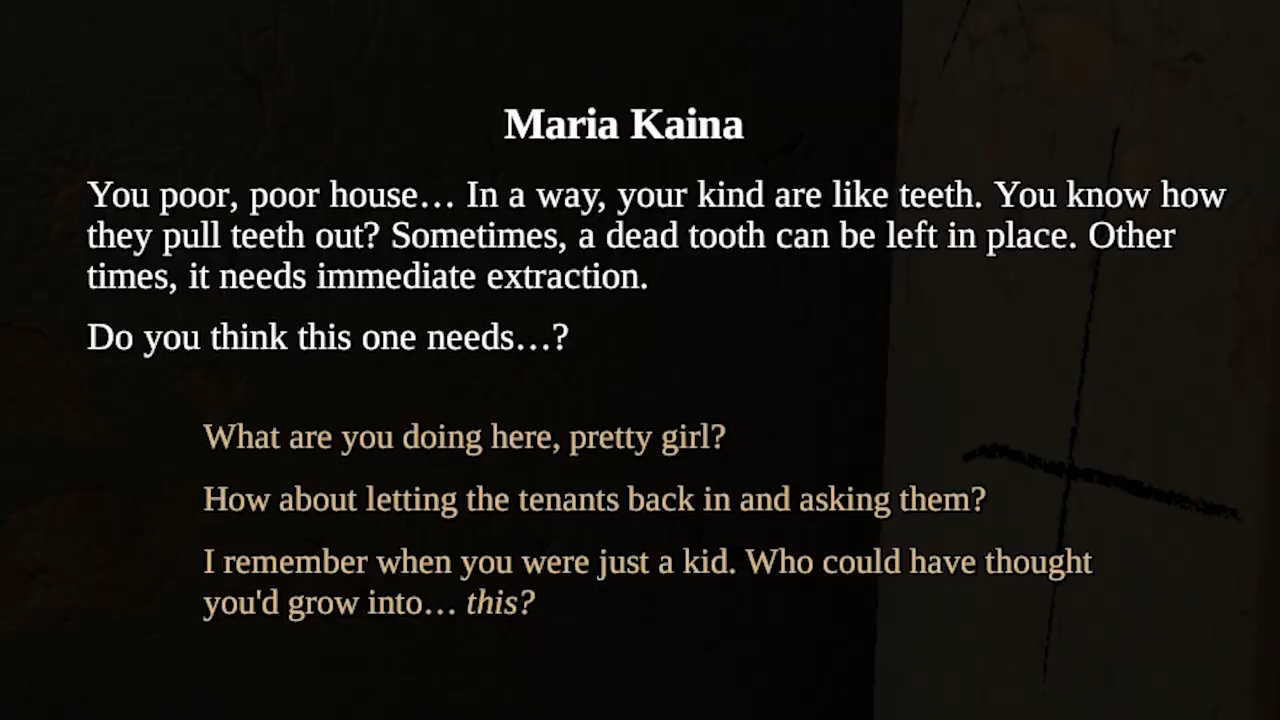 Maria Kaina
You poor, poor house… In a way, your kind are like teeth. You know how
they pull teeth out? Sometimes, a dead tooth can be left in place. Other
times, it needs immediate extraction.
Do you think this one needs…?
What are you doing here, pretty girl?
How about letting the tenants back in and asking them?
I remember when you were just a kid. Who could have thought
you'd grow into… this?